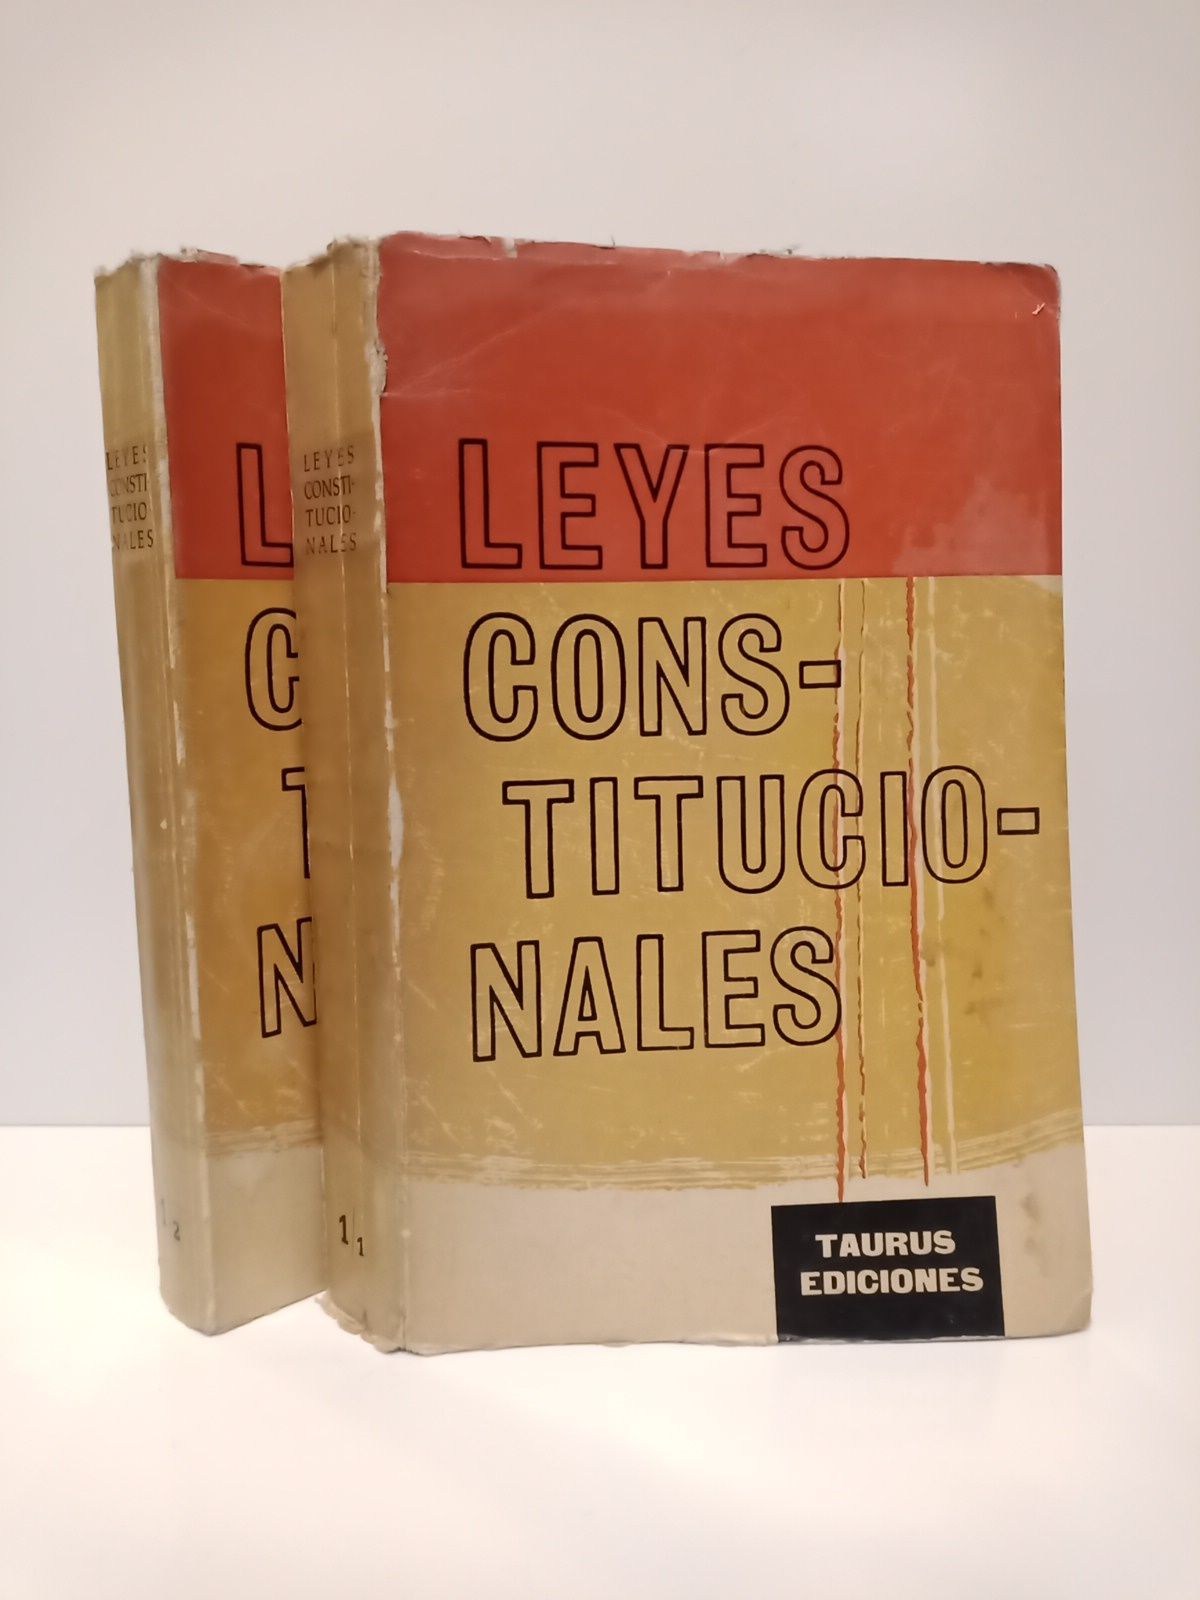 LEYES
CONSTI-
TUCIO-
NALES
1
2
L
C
T
N
LEYES
CONSTI-
TUCIO-
NALES
1
1
LEYES
CONS-
TITUCIO-
NALES
TAURUS
EDICIONES